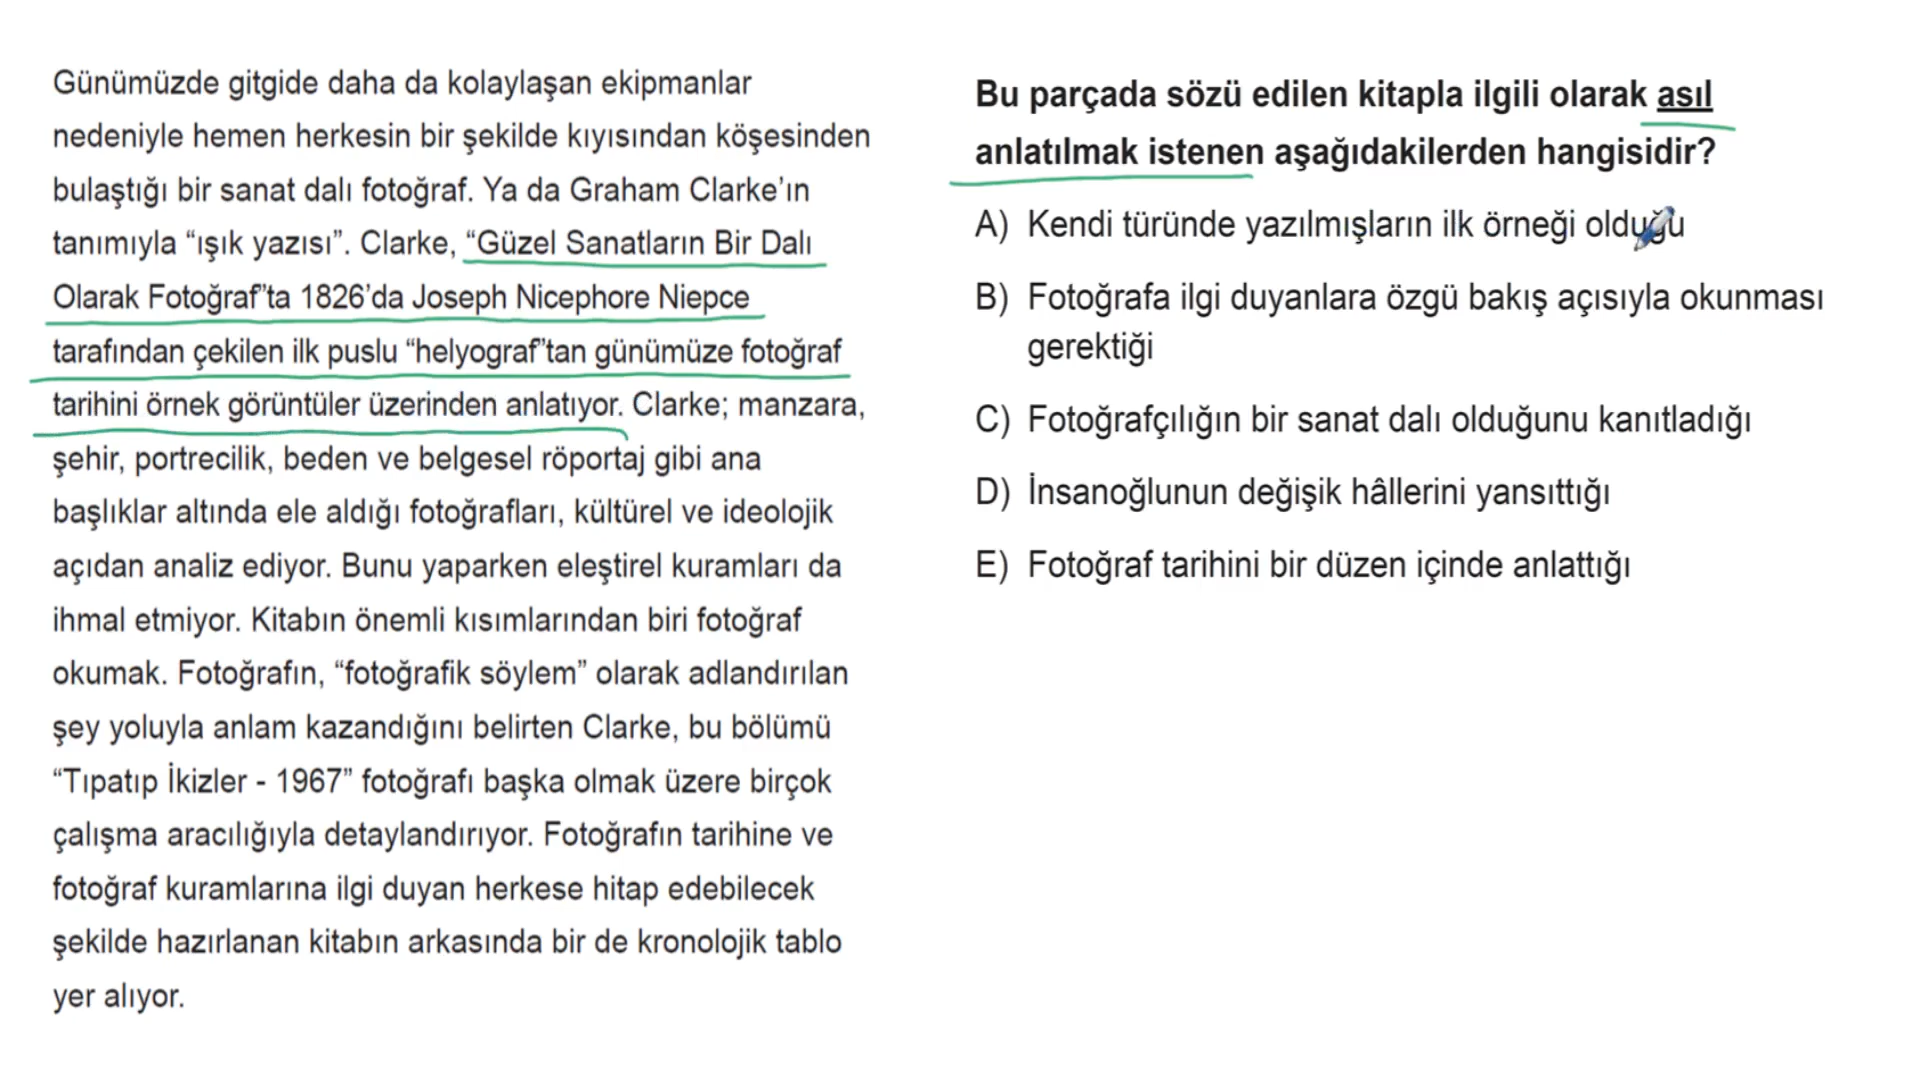 Günümüzde gitgide daha da kolaylaşan ekipmanlar
nedeniyle hemen herkesin bir şekilde kıyısından köşesinden
bulaştığı bir sanat dalı fotoğraf. Ya da Graham Clarke’ın
tanımıyla “ışık yazısı”. Clarke, “Güzel Sanatların Bir Dalı
Olarak Fotoğraf”ta 1826’da Joseph Nicephore Niepce
tarafından çekilen ilk puslu “helyograf”tan günümüze fotoğraf
tarihini örnek görüntüler üzerinden anlatıyor. Clarke; manzara,
şehir, portrecilik, beden ve belgesel röportaj gibi ana
başlıklar altında ele aldığı fotoğrafları, kültürel ve ideolojik
açıdan analiz ediyor. Bunu yaparken eleştirel kuramları da
ihmal etmiyor. Kitabın önemli kısımlarından biri fotoğraf
okumak. Fotoğrafın, “fotoğrafik söylem” olarak adlandırılan
şey yoluyla anlam kazandığını belirten Clarke, bu bölümü
“Tıpatıp İkizler - 1967” fotoğrafı başka olmak üzere birçok
çalışma aracılığıyla detaylandırıyor. Fotoğrafın tarihine ve
fotoğraf kuramlarına ilgi duyan herkese hitap edebilecek
şekilde hazırlanan kitabın arkasında bir de kronolojik tablo
yer alıyor.
Bu parçada sözü edilen kitapla ilgili olarak asıl
anlatılmak istenen aşağıdakilerden hangisidir?
A) Kendi türünde yazılmışların ilk örneği olduğu
B) Fotoğrafa ilgi duyanlara özgü bakış açısıyla okunması
gerektiği
C) Fotoğrafçılığın bir sanat dalı olduğunu kanıtladığı
D) İnsanoğlunun değişik hâllerini yansıttığı
E) Fotoğraf tarihini bir düzen içinde anlattığı